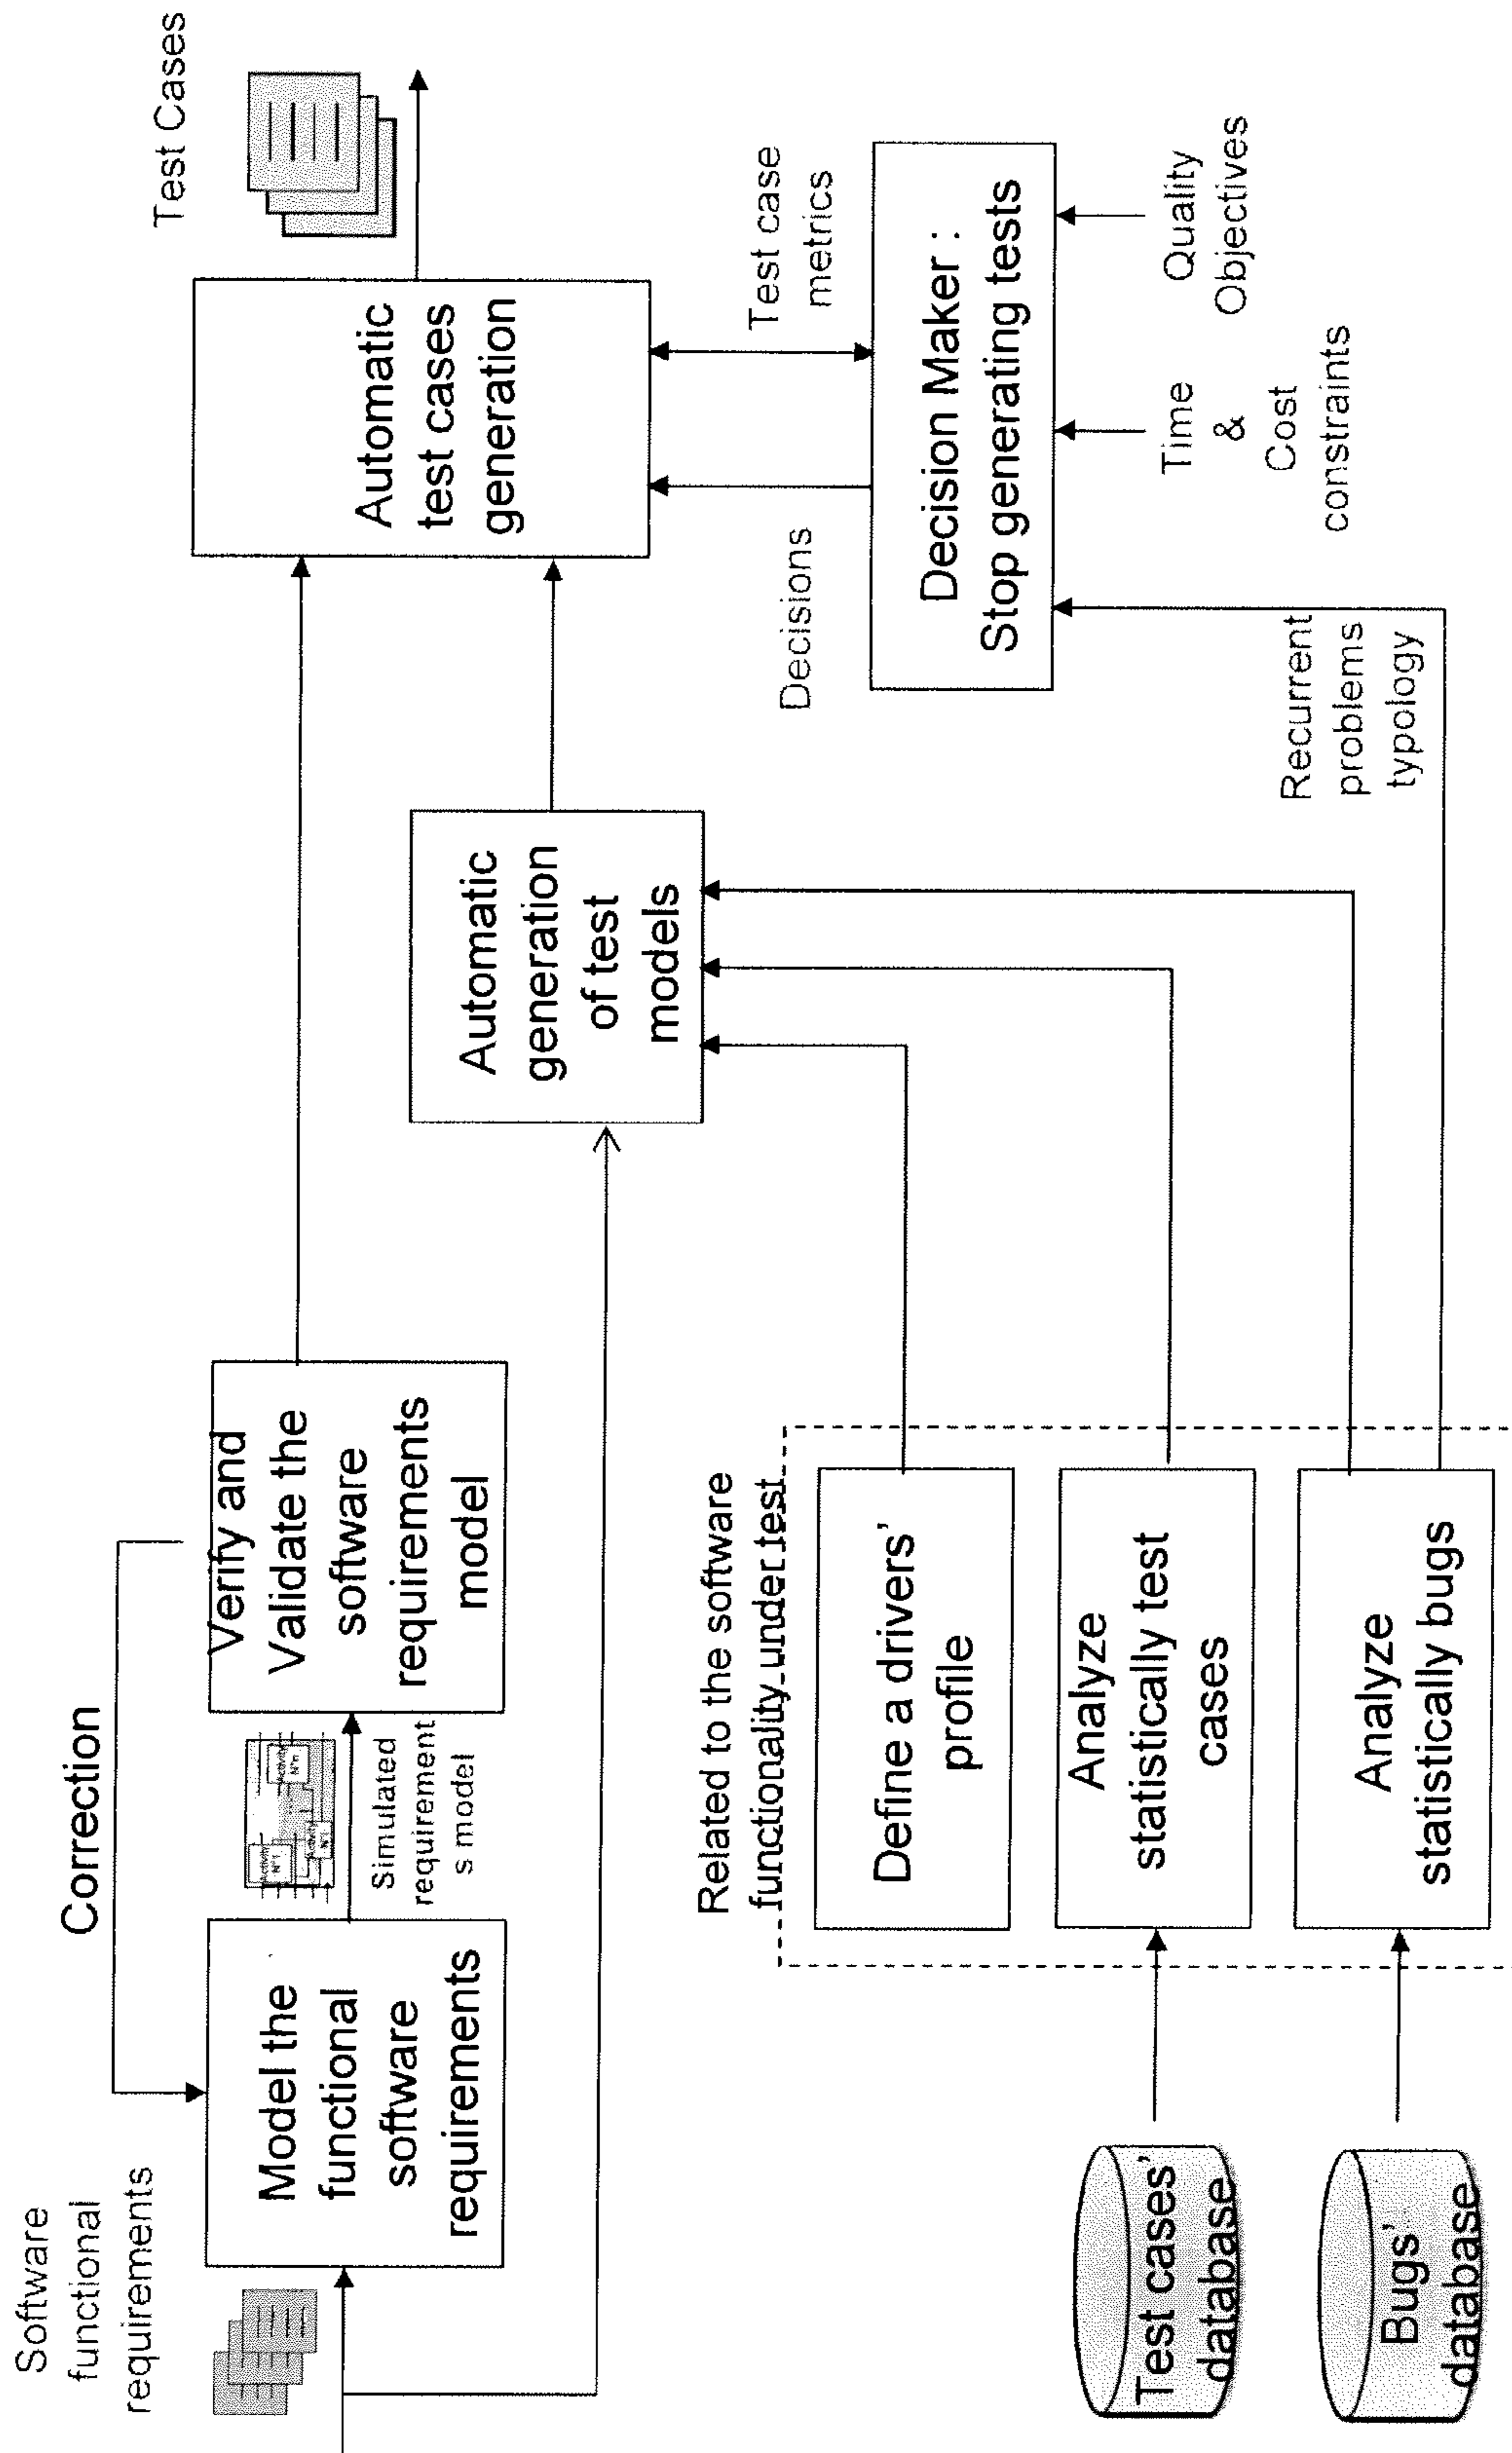 Software
functional
requirements
Model the
functional
software
requirements
Correction
Simulated
requirement
s model
Verify and
Validate the
software
requirements
model
Automatic
generation
of test
models
Automatic
test cases
generation
Test Cases
Decisions
Test case
metrics
Decision Maker :
Stop generating tests
Time
&
Cost
constraints
Quality
Objectives
Recurrent
problems
typology
Related to the software
functionality under test
Define a drivers'
profile
Analyze
statistically test
cases
Analyze
statistically bugs
Test cases'
database
Bugs'
database